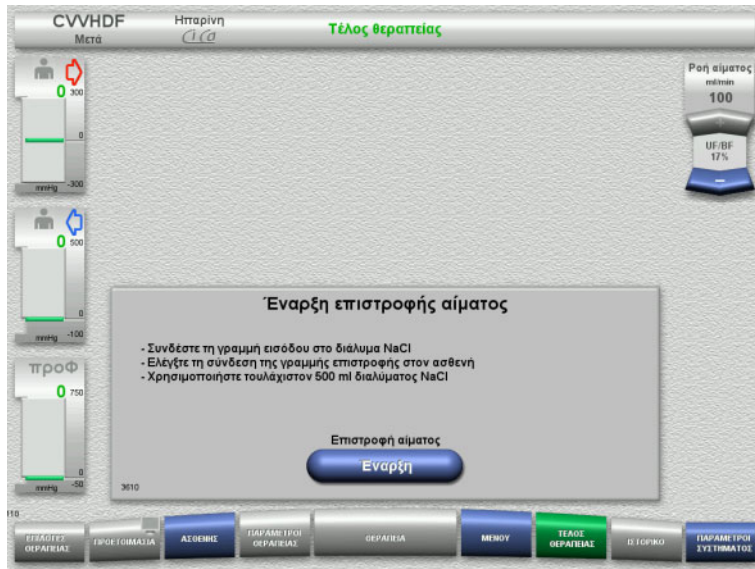 CVVHDF
Μετά
Ηπαρίνη
Ci Ca
Τέλος θεραπείας
0
300
0
-300
mmHg
0
500
0
-100
mmHg
προΦ
0
750
0
-50
mmHg
Ροή αίματος
ml/min
100
+
UF/BF
17%
−
Έναρξη επιστροφής αίματος
- Συνδέστε τη γραμμή εισόδου στο διάλυμα NaCl
- Ελέγξτε τη σύνδεση της γραμμής επιστροφής στον ασθενή
- Χρησιμοποιήστε τουλάχιστον 500 ml διαλύματος NaCl
Επιστροφή αίματος
Έναρξη
3610
ΕΠΙΛΟΓΕΣ
ΘΕΡΑΠΕΙΑΣ
ΠΡΟΕΤΟΙΜΑΣΙΑ
ΑΣΘΕΝΗΣ
ΠΑΡΑΜΕΤΡΟΙ
ΘΕΡΑΠΕΙΑΣ
ΘΕΡΑΠΕΙΑ
ΜΕΝΟΥ
ΤΕΛΟΣ
ΘΕΡΑΠΕΙΑΣ
ΙΣΤΟΡΙΚΟ
ΠΑΡΑΜΕΤΡΟΙ
ΣΥΣΤΗΜΑΤΟΣ